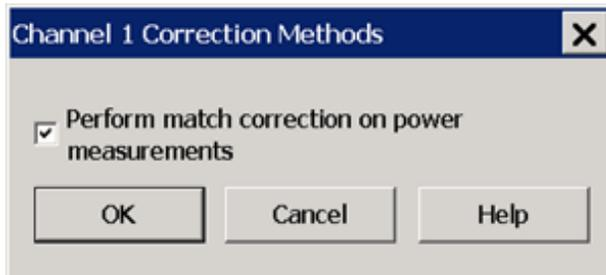 Channel 1 Correction Methods
Perform match correction on power
measurements
OK Cancel Help